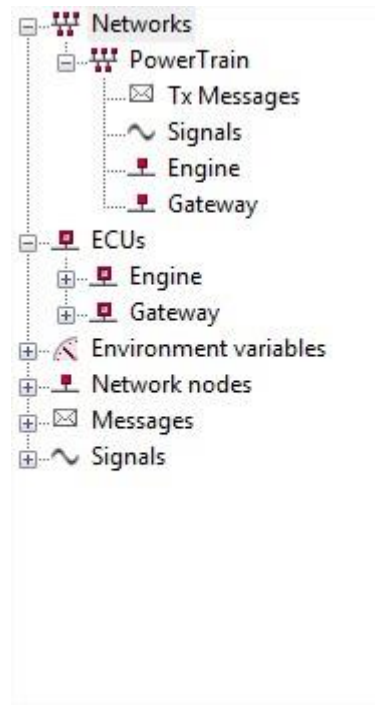 Networks
PowerTrain
Tx Messages
Signals
Engine
Gateway
ECUs
Engine
Gateway
Environment variables
Network nodes
Messages
Signals